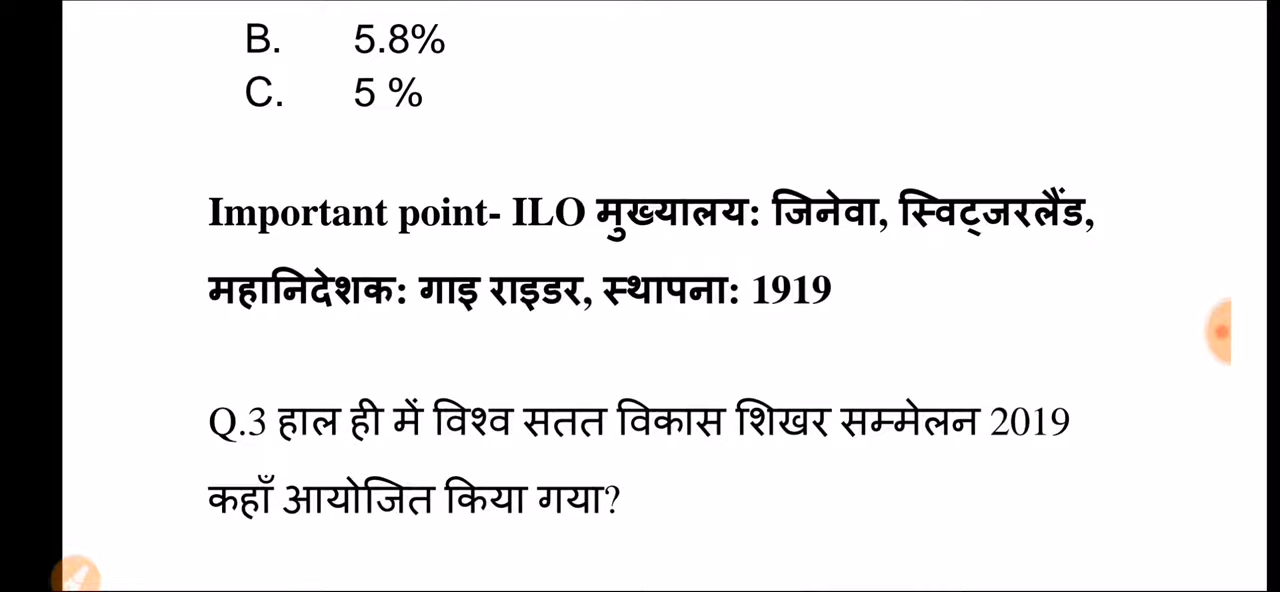 B. 5.8%
C. 5 %
Important point- ILO मुख्यालय: जिनेवा, स्विट्जरलैंड,
महानिदेशक: गाइ राइडर, स्थापना: 1919
Q.3 हाल ही में विश्व सतत विकास शिखर सम्मेलन 2019
कहाँ आयोजित किया गया?